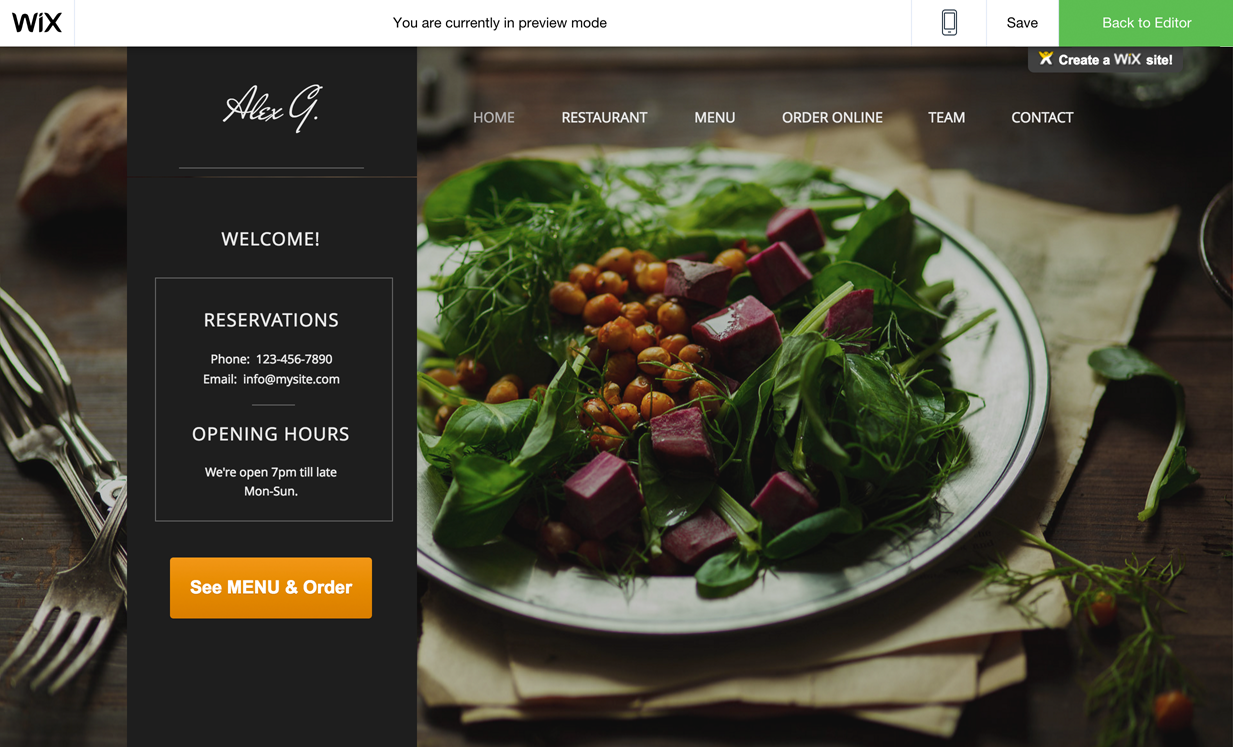 WiX
You are currently in preview mode
Save
Back to Editor
Create a WiX site!
Alex G.
HOME
RESTAURANT
MENU
ORDER ONLINE
TEAM
CONTACT
WELCOME!
RESERVATIONS
Phone: 123-456-7890
Email: info@mysite.com
OPENING HOURS
We're open 7pm till late
Mon-Sun.
See MENU & Order